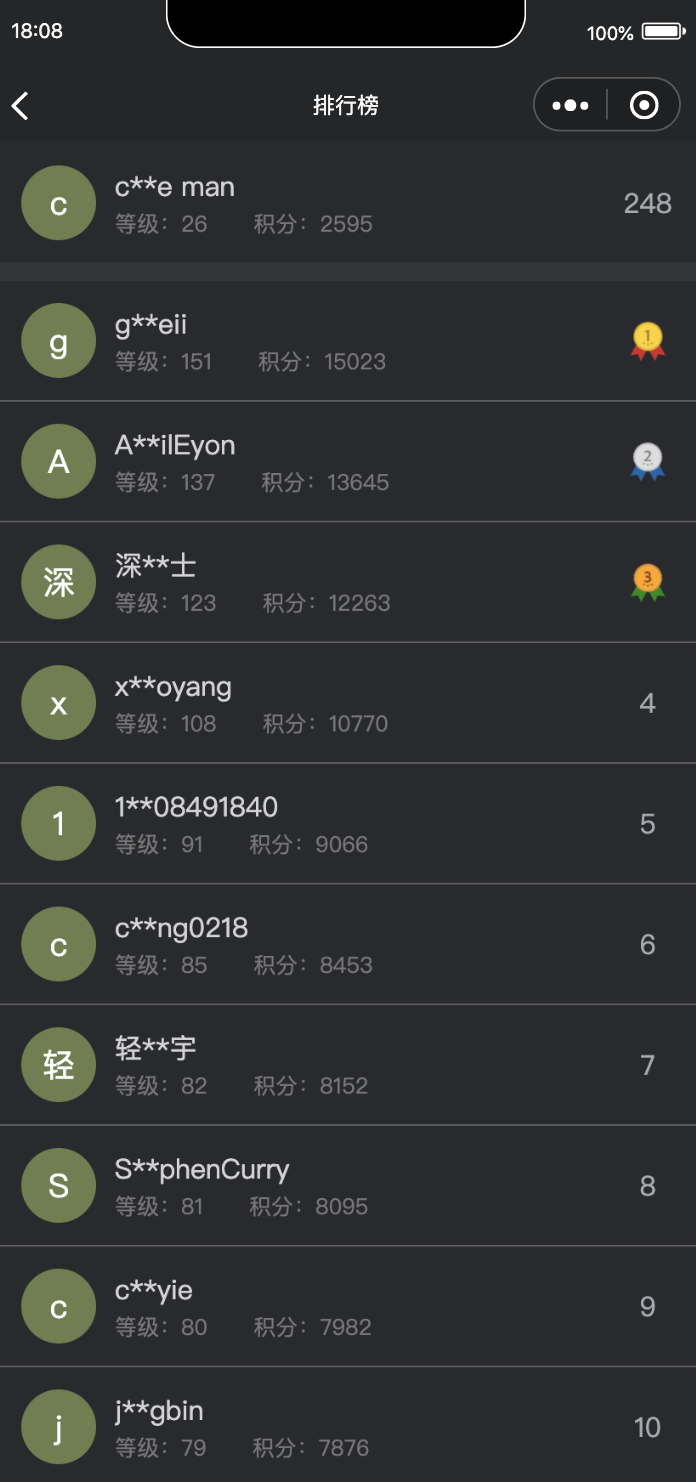 18:08
100%
排行榜
c
c**e man
等级：26 积分：2595
248
g
g**eii
等级：151 积分：15023
1
A
A**ilEyon
等级：137 积分：13645
2
深
深**士
等级：123 积分：12263
3
x
x**oyang
等级：108 积分：10770
4
1
1**08491840
等级：91 积分：9066
5
c
c**ng0218
等级：85 积分：8453
6
轻
轻**宇
等级：82 积分：8152
7
S
S**phenCurry
等级：81 积分：8095
8
c
c**yie
等级：80 积分：7982
9
j
j**gbin
等级：79 积分：7876
10